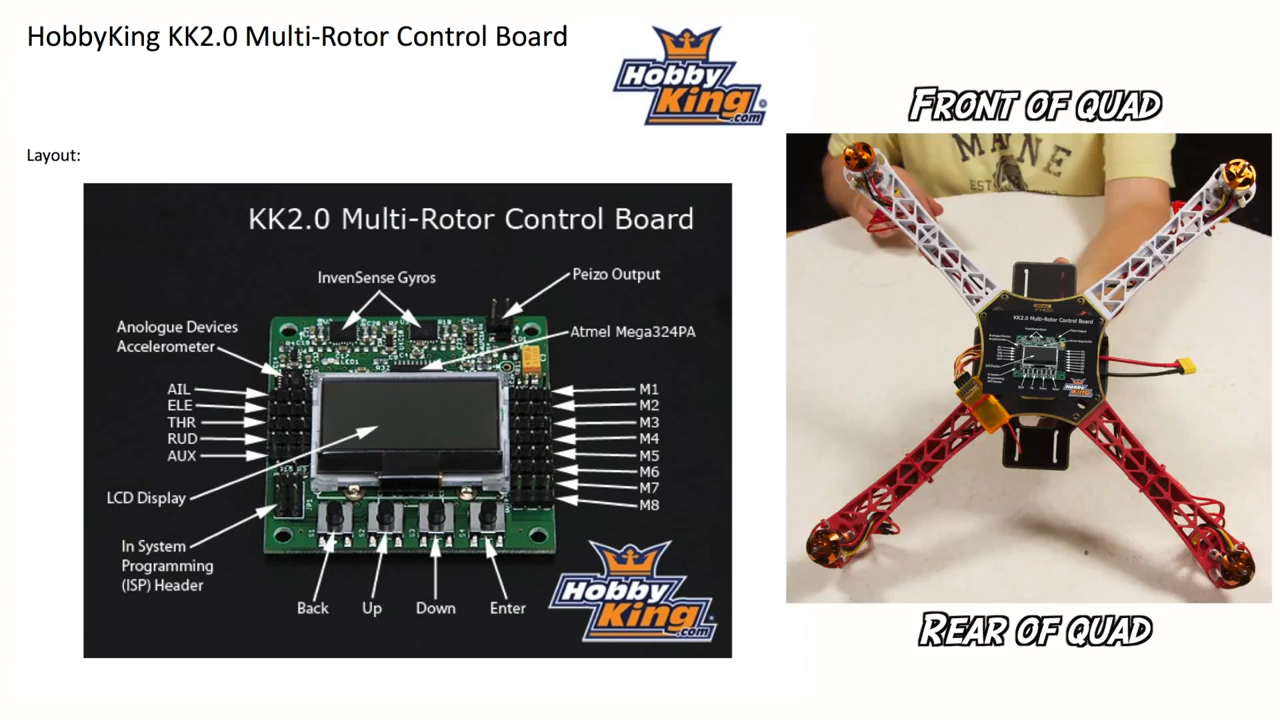 HobbyKing KK2.0 Multi-Rotor Control Board
Hobby
King
.com
Layout:
KK2.0 Multi-Rotor Control Board
InvenSense Gyros
Peizo Output
Anologue Devices
Accelerometer
Atmel Mega324PA
AIL
ELE
THR
RUD
AUX
M1
M2
M3
M4
M5
M6
M7
M8
LCD Display
In System
Programming
(ISP) Header
Back
Up
Down
Enter
Hobby
King
.com
FRONT OF QUAD
MAINE
KK2.0 Multi-Rotor Control Board
REAR OF QUAD